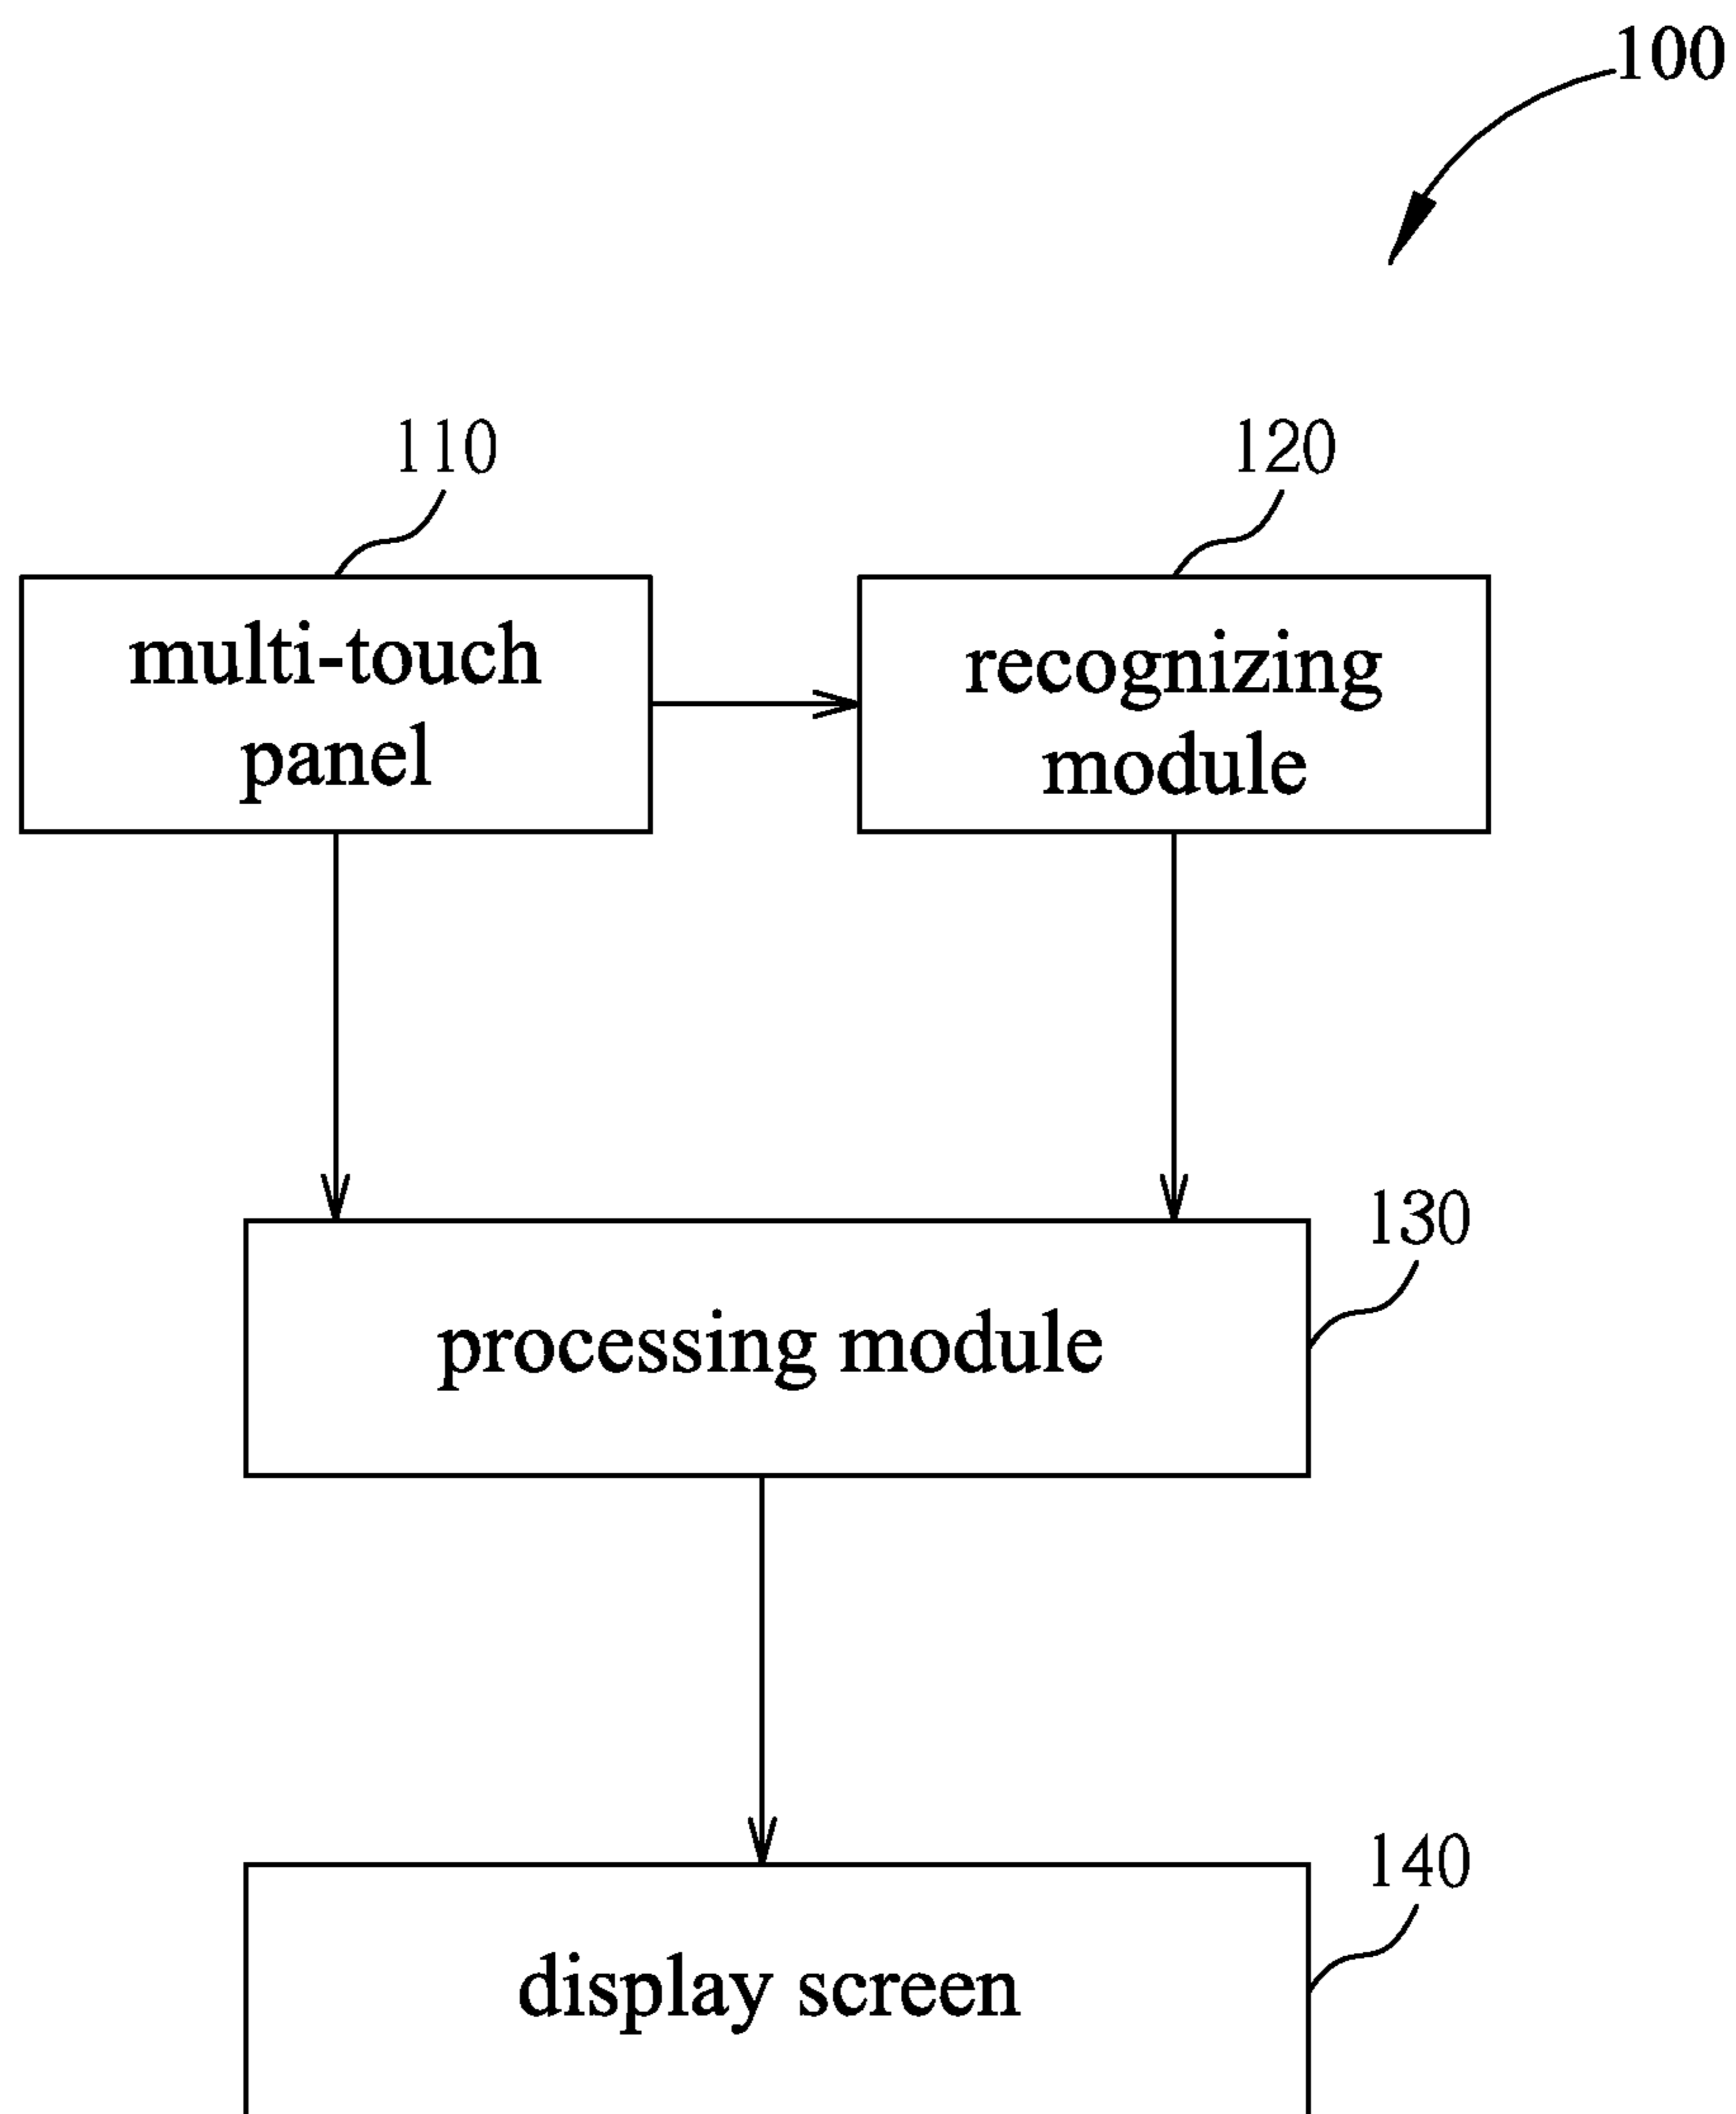 100
110
120
multi-touch
panel
recognizing
module
130
processing module
140
display screen